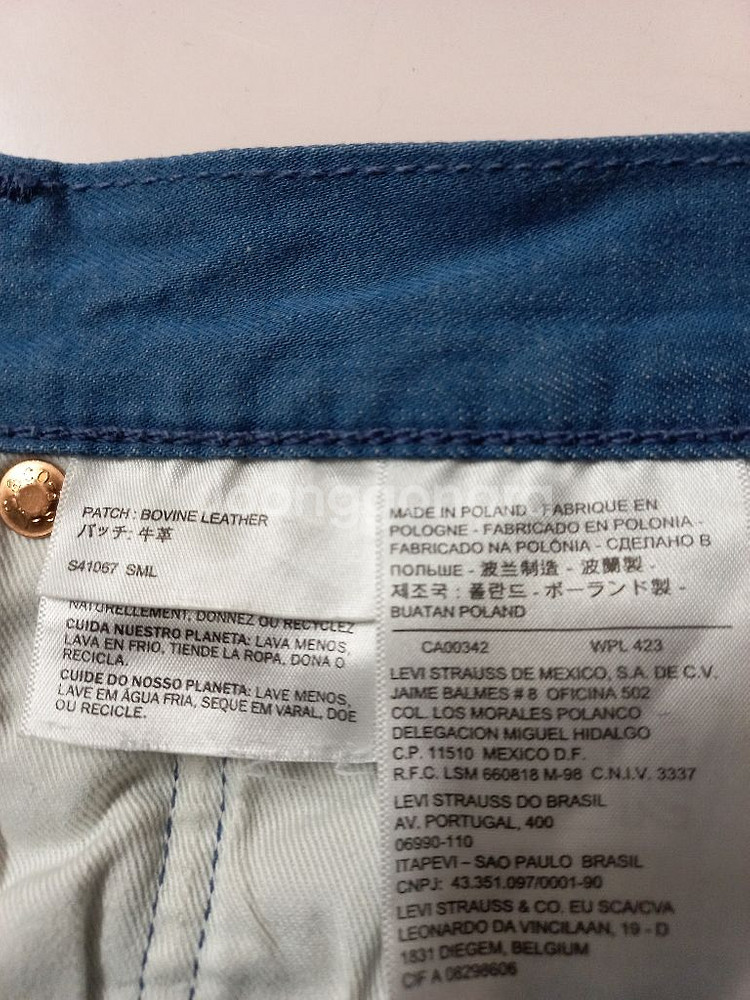 PATCH : BOVINE LEATHER
パッチ: 牛革
S41067 SML
NATURELLEMENT, DONNEZ OU RECYCLEZ
CUIDA NUESTRO PLANETA: LAVA MENOS,
LAVA EN FRIO, TIENDE LA ROPA, DONA O
RECICLA.
CUIDE DO NOSSO PLANETA: LAVE MENOS,
LAVE EM ÁGUA FRIA, SEQUE EM VARAL, DOE
OU RECICLE.
MADE IN POLAND - FABRIQUE EN
POLOGNE - FABRICADO EN POLONIA -
FABRICADO NA POLÔNIA - СДЕЛАНО В
ПОЛЬШЕ - 波兰制造 - 波蘭製 -
제조국 : 폴란드 - ポーランド製 -
BUATAN POLAND
CA00342 WPL 423
LEVI STRAUSS DE MEXICO, S.A. DE C.V.
JAIME BALMES # 8 OFICINA 502
COL. LOS MORALES POLANCO
DELEGACION MIGUEL HIDALGO
C.P. 11510 MEXICO D.F.
R.F.C. LSM 660818 M-98 C.N.I.V. 3337
LEVI STRAUSS DO BRASIL
AV. PORTUGAL, 400
06990-110
ITAPEVI – SAO PAULO BRASIL
CNPJ: 43.351.097/0001-90
LEVI STRAUSS & CO. EU SCA/CVA
LEONARDO DA VINCILAAN, 19 - D
1831 DIEGEM, BELGIUM
CIF A 08298606